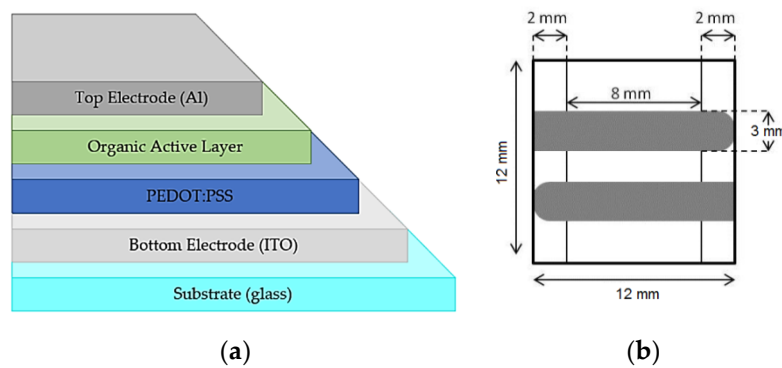 Top Electrode (Al)
Organic Active Layer
PEDOT:PSS
Bottom Electrode (ITO)
Substrate (glass)
(a)
2 mm
2 mm
8 mm
3 mm
12 mm
12 mm
(b)